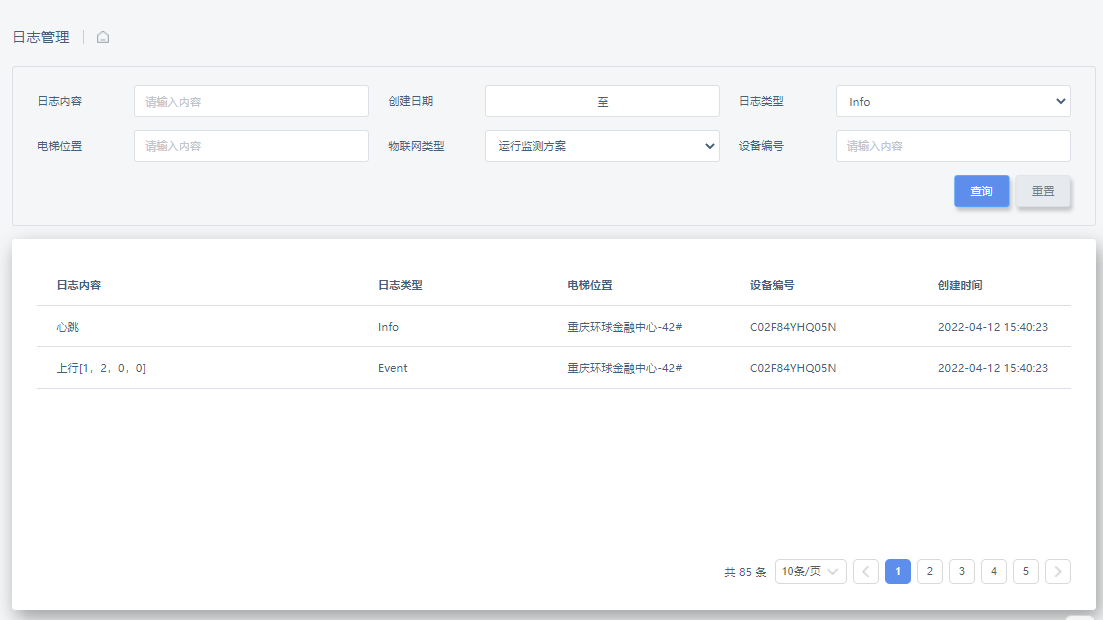 日志管理
日志内容 请输入内容 创建日期 至 日志类型 Info
电梯位置 请输入内容 物联网类型 运行监测方案 设备编号 请输入内容
查询 重置
日志内容 日志类型 电梯位置 设备编号 创建时间
心跳 Info 重庆环球金融中心-42# C02F84YHQ05N 2022-04-12 15:40:23
上行[1，2，0，0] Event 重庆环球金融中心-42# C02F84YHQ05N 2022-04-12 15:40:23
共 85 条 10条/页 1 2 3 4 5